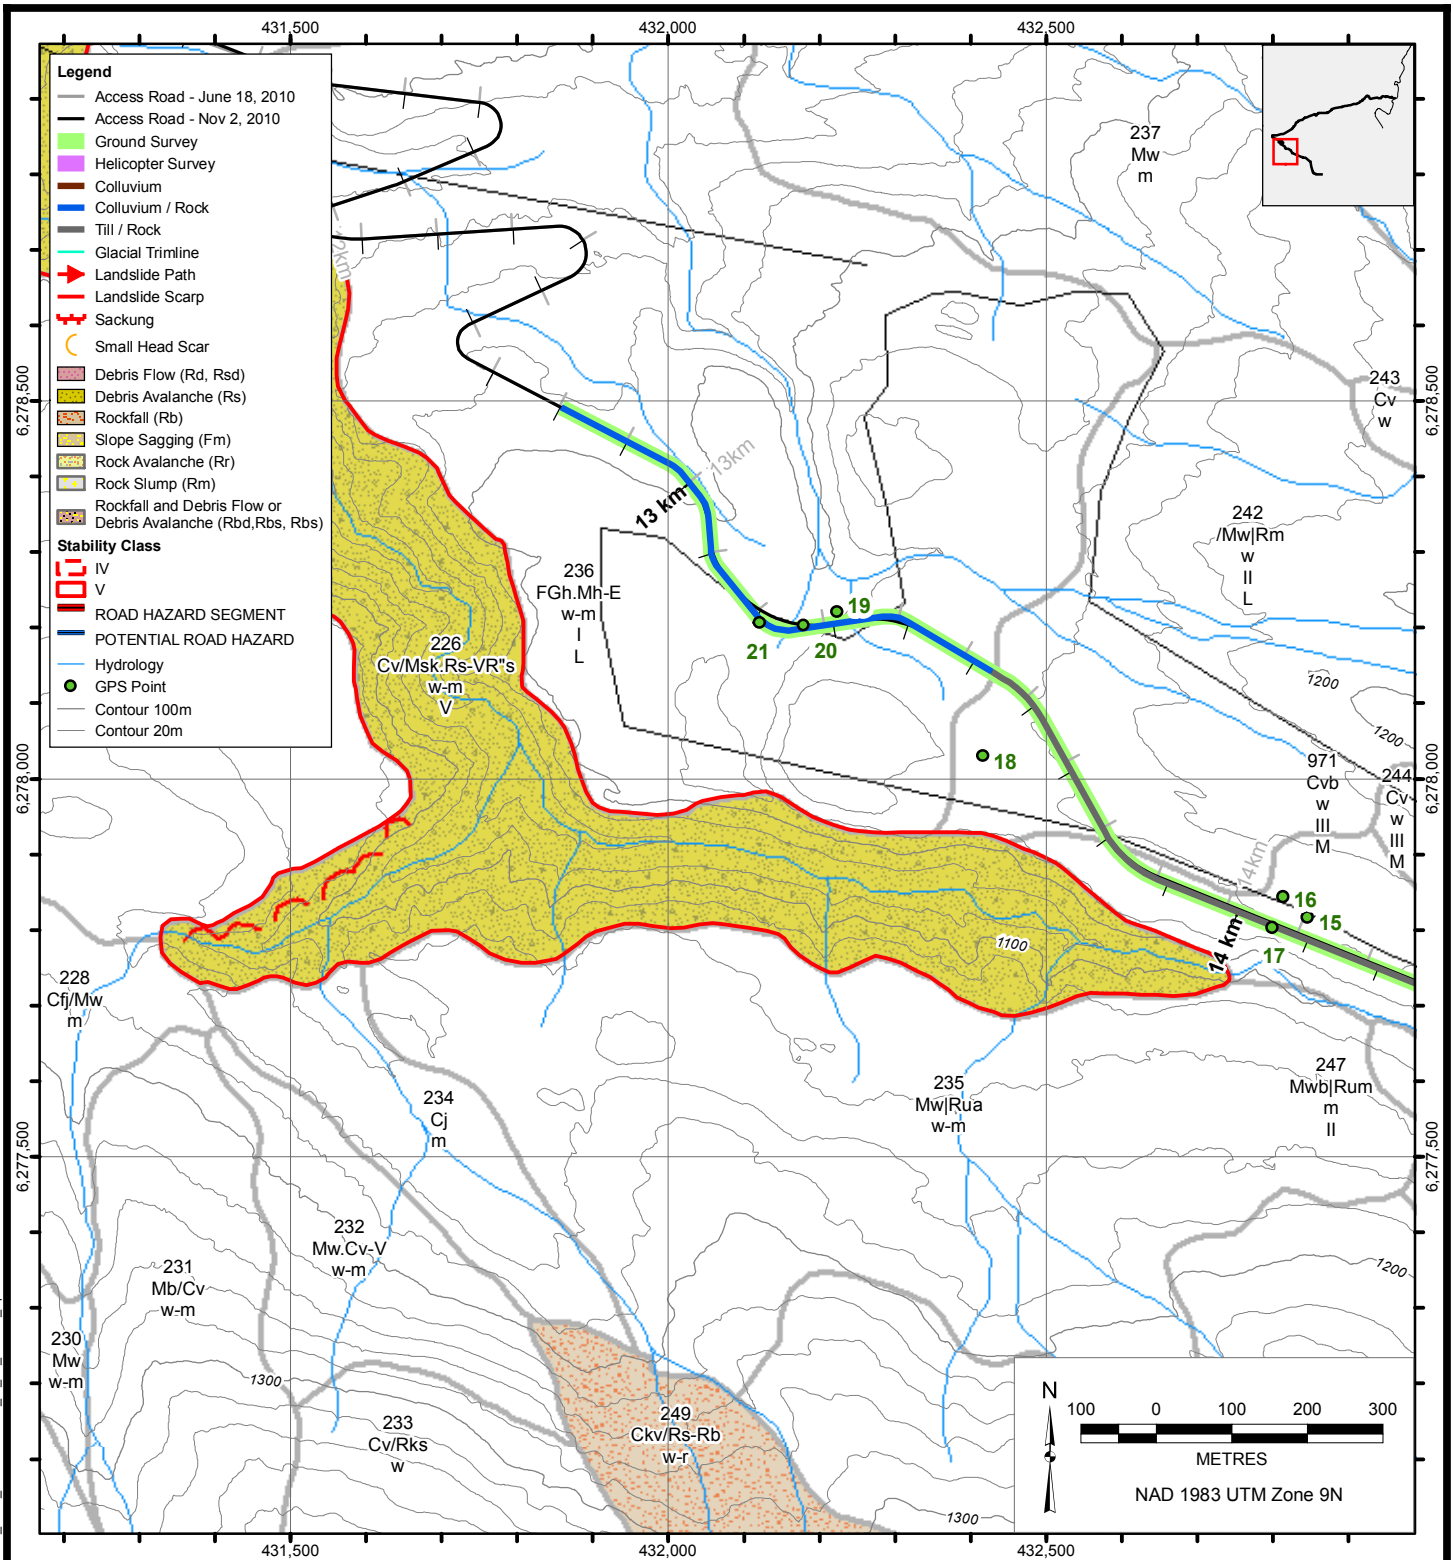 431,500
432,000
432,500
Legend
Access Road - June 18, 2010
Access Road - Nov 2, 2010
Ground Survey
Helicopter Survey
Colluvium
Colluvium / Rock
Till / Rock
Glacial Trimline
Landslide Path
Landslide Scarp
Sackung
Small Head Scar
Debris Flow (Rd, Rsd)
Debris Avalanche (Rs)
Rockfall (Rb)
Slope Sagging (Fm)
Rock Avalanche (Rr)
Rock Slump (Rm)
Rockfall and Debris Flow or
Debris Avalanche (Rbd,Rbs, Rbs)
Stability Class
IV
V
ROAD HAZARD SEGMENT
POTENTIAL ROAD HAZARD
Hydrology
GPS Point
Contour 100m
Contour 20m
237
Mw
m
243
Cv
w
6,278,500
6,278,500
13km
13 km
242
/Mw|Rm
w
II
L
236
FGh.Mh-E
w-m
I
L
19
21
20
226
Cv/Msk.Rs-VR"s
w-m
V
1200
1200
18
6,278,000
6,278,000
971
Cvb
w
III
M
244
Cv
w
III
M
14km
16
15
17
14 km
1100
228
Cfj/Mw
m
234
Cj
m
235
Mw|Rua
w-m
247
Mwb|Rum
m
II
6,277,500
6,277,500
232
Mw.Cv-V
w-m
231
Mb/Cv
w-m
230
Mw
w-m
1200
1300
233
Cv/Rks
w
249
Ckv/Rs-Rb
w-r
1300
N
100 0 100 200 300
METRES
NAD 1983 UTM Zone 9N
431,500
432,000
432,500